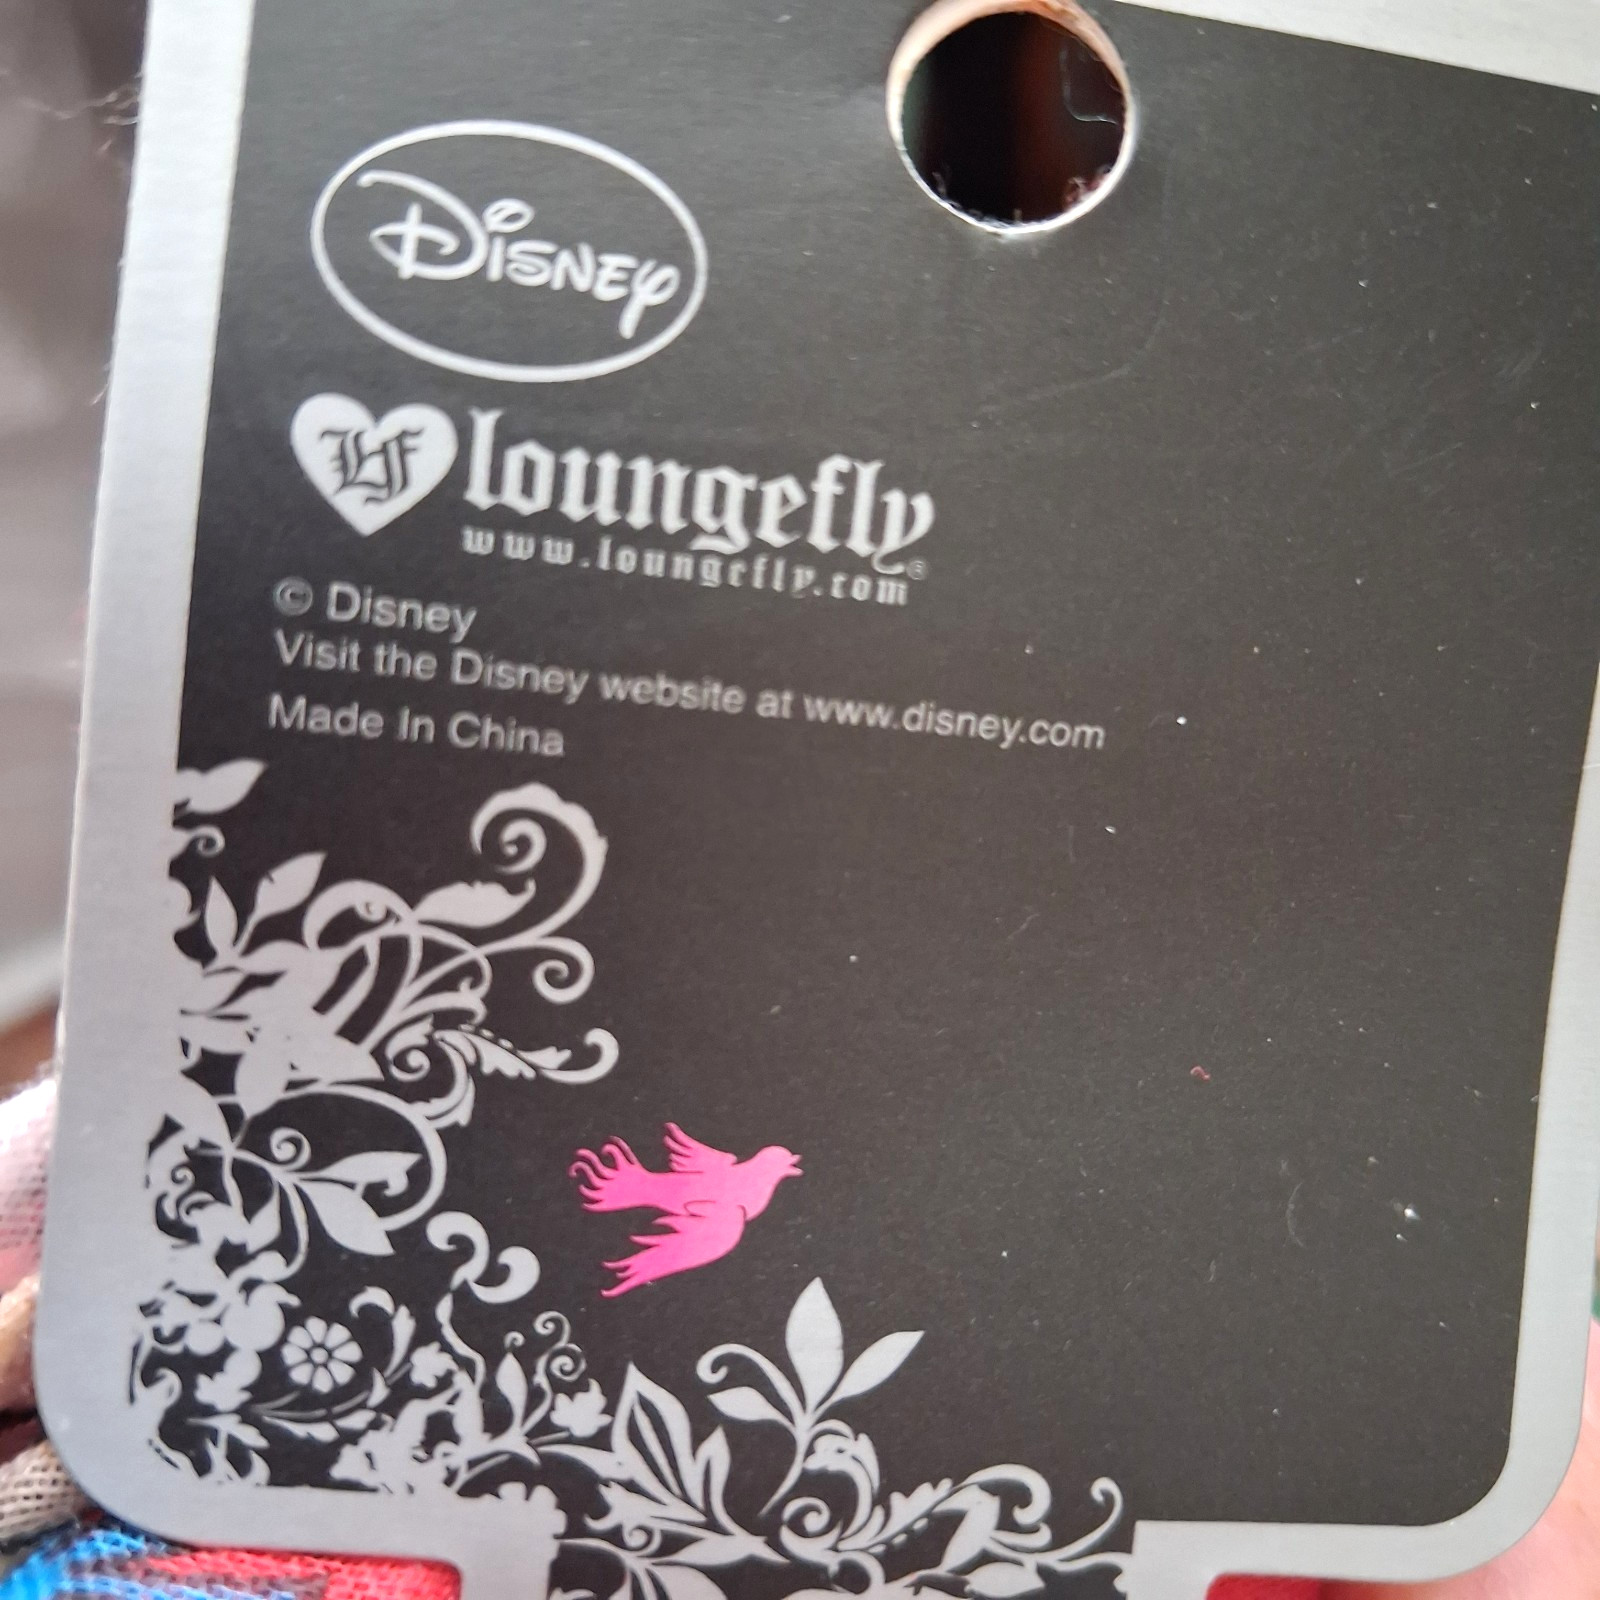 Disney
LF loungefly
www.loungefly.com®
© Disney
Visit the Disney website at www.disney.com
Made In China